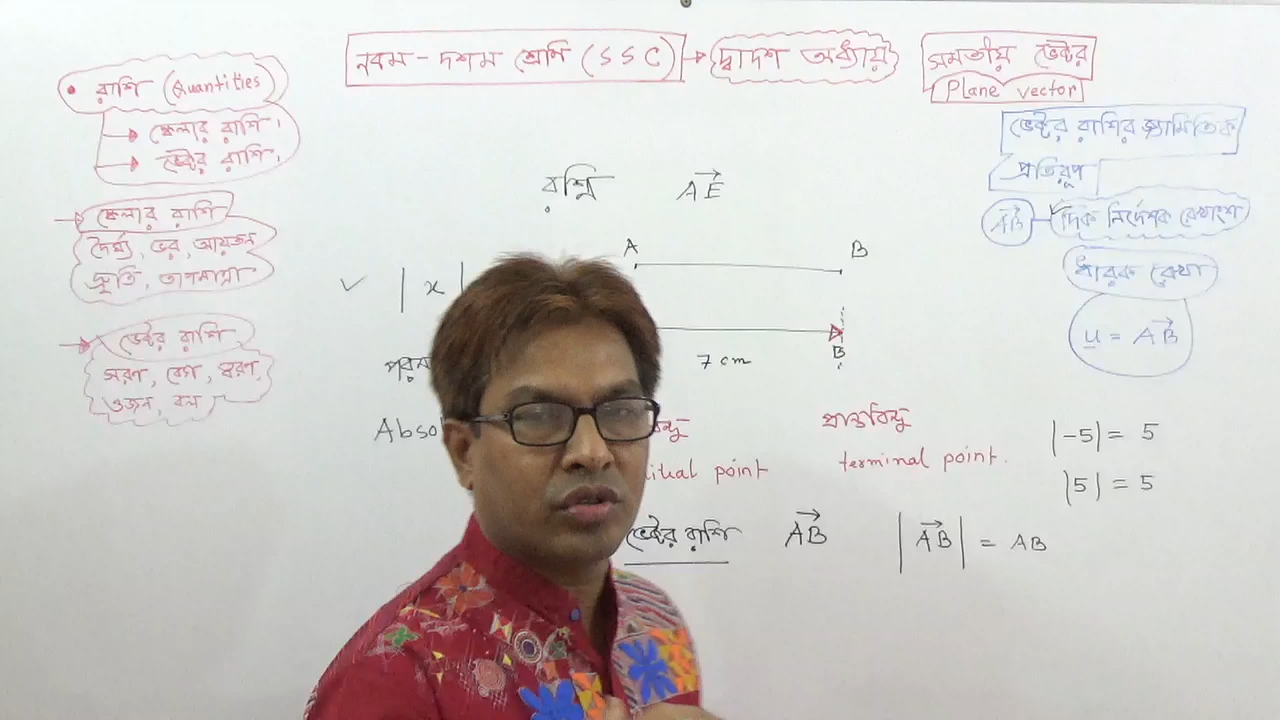 নবম - দশম শ্রেণি (SSC) → দ্বাদশ অধ্যায়
সমতলীয় ভেক্টর
Plane vector
• রাশি (Quantities)
→ স্কেলার রাশি।
→ ভেক্টর রাশি।
→ স্কেলার রাশি
দৈর্ঘ্য, ভর, আয়তন
দ্রুতি, তাপমাত্রা
→ ভেক্টর রাশি
সরণ, বেগ, ত্বরণ,
ওজন, বল
রশ্মি AE→
A B
✓ | x |
B
7 cm
Abso
বিন্দু প্রান্তবিন্দু
itial point terminal point.
ভেক্টর রাশি AB→ |AB→| = AB
ভেক্টর রাশির জ্যামিতিক
প্রতিরূপ
AB→ দিক নির্দেশক রেখাংশ
ধারক রেখা
u = AB→
|-5| = 5
|5| = 5